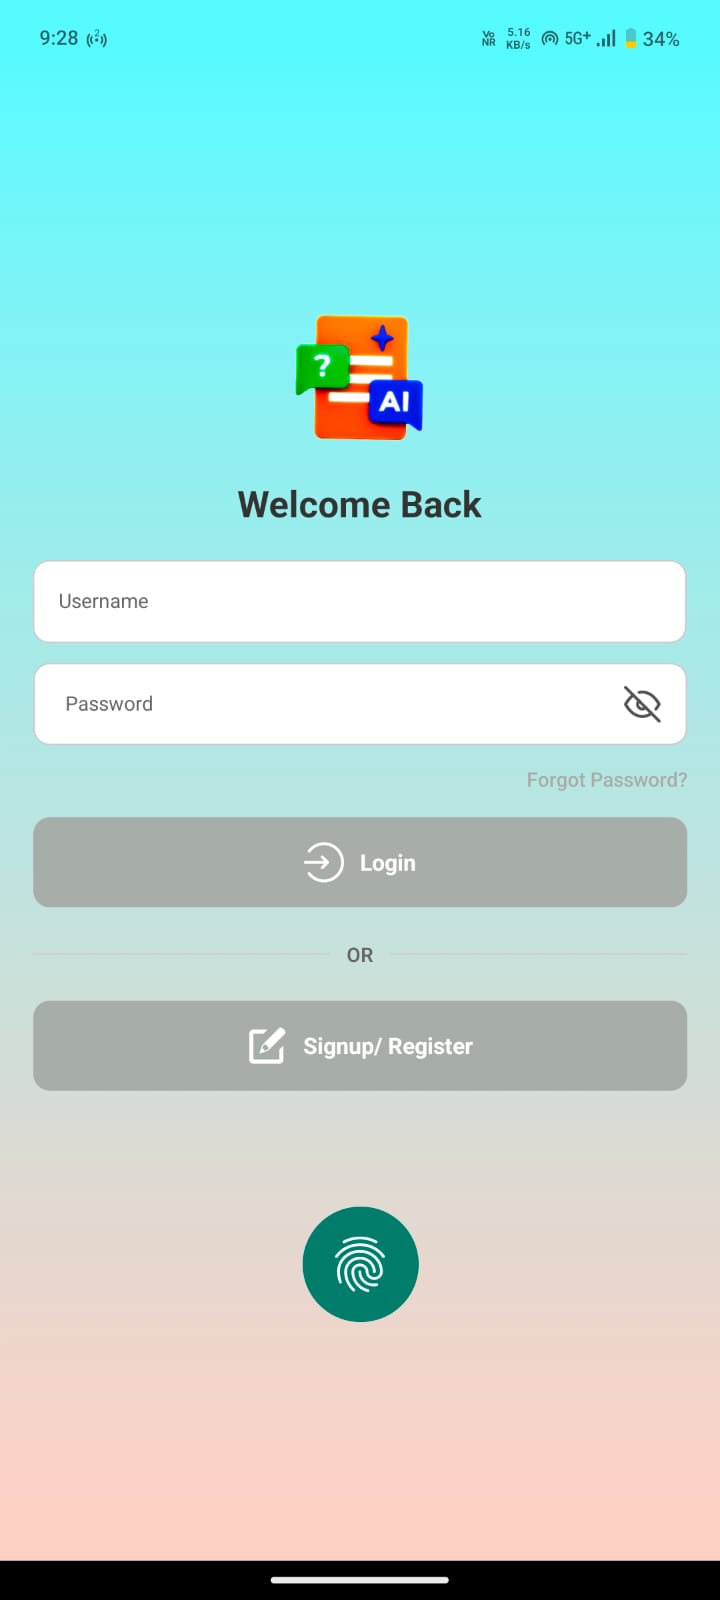 9:28
2
Vo NR 5.16 KB/s 5G+ 34%
?
AI
Welcome Back
Username
Password
Forgot Password?
Login
OR
Signup/ Register